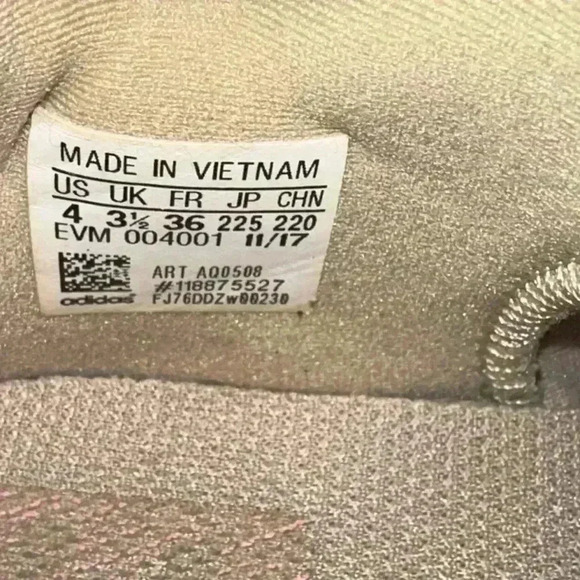 MADE IN VIETNAM
US UK FR JP CHN
4 3½ 36 225 220
EVM 004001 11/17
ART AQ0508
#118875527
adidas FJ76DDZw00230